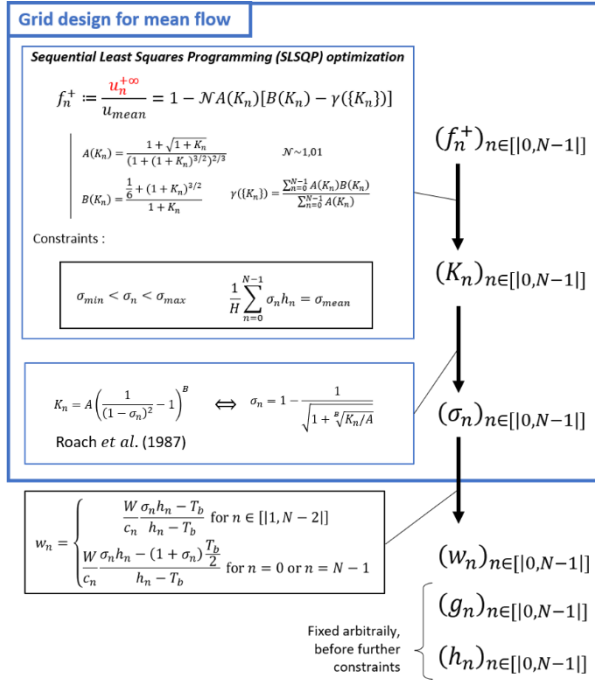 Grid design for mean flow
Sequential Least Squares Programming (SLSQP) optimization
f_n^+ ≔ u_n^{+∞}/u_{mean} = 1 − 𝒩A(K_n)[B(K_n) − γ({K_n})]
A(K_n) = (1 + √(1 + K_n))/(1 + (1 + K_n)^{3/2})^{2/3} 𝒩~1,01
B(K_n) = (1/6 + (1 + K_n)^{3/2})/(1 + K_n) γ({K_n}) = (∑_{n=0}^{N−1} A(K_n)B(K_n))/(∑_{n=0}^{N−1} A(K_n))
Constraints :
σ_{min} < σ_n < σ_{max} (1/H) ∑_{n=0}^{N−1} σ_n h_n = σ_{mean}
K_n = A(1/(1 − σ_n)^2 − 1)^B ⟺ σ_n = 1 − 1/√(1 + ᴮ√(K_n/A))
Roach et al. (1987)
w_n = { (W/c_n) (σ_n h_n − T_b)/(h_n − T_b) for n ∈ [|1, N − 2|]
(W/c_n) (σ_n h_n − (1 + σ_n) T_b/2)/(h_n − T_b) for n = 0 or n = N − 1
(f_n^+)_{n∈[|0,N−1|]}
(K_n)_{n∈[|0,N−1|]}
(σ_n)_{n∈[|0,N−1|]}
(w_n)_{n∈[|0,N−1|]}
(g_n)_{n∈[|0,N−1|]}
(h_n)_{n∈[|0,N−1|]}
Fixed arbitraily,
before further
constraints